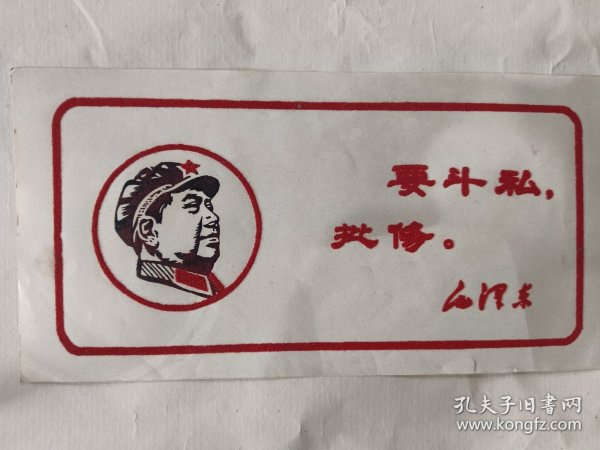 要斗私，
批修。
毛泽东
孔夫子旧书网
www.kongfz.com